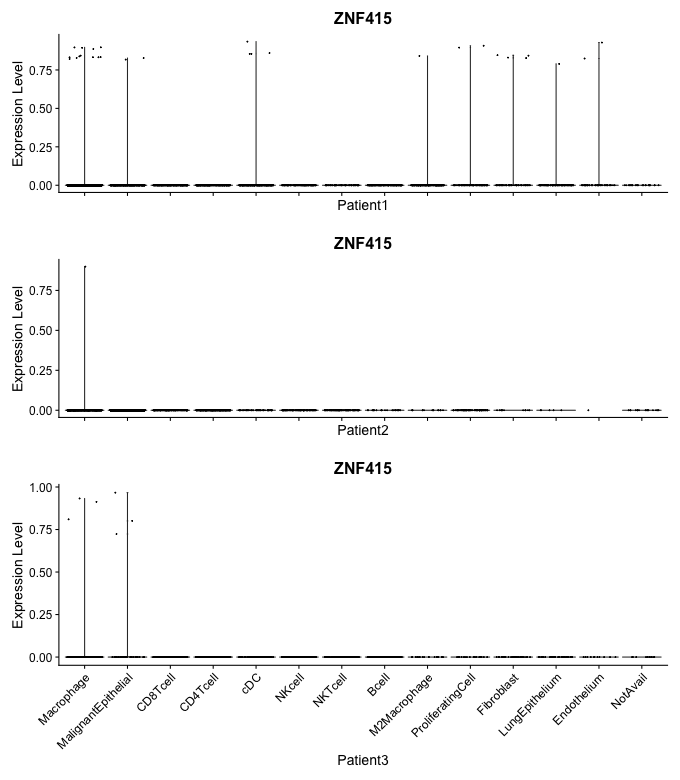 ZNF415
Expression Level
0.75
0.50
0.25
0.00
Patient1
ZNF415
Expression Level
0.75
0.50
0.25
0.00
Patient2
ZNF415
Expression Level
1.00
0.75
0.50
0.25
0.00
Macrophage
MalignantEpithelial
CD8Tcell
CD4Tcell
cDC
NKcell
NKTcell
Bcell
M2Macrophage
ProliferatingCell
Fibroblast
LungEpithelium
Endothelium
NotAvail
Patient3